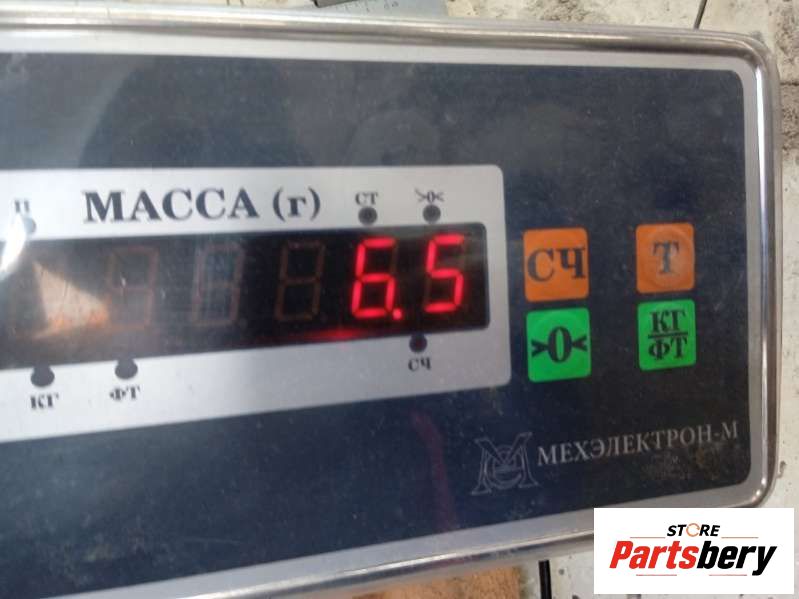 П
МАССА (г)
СТ
>0<
6.5
СЧ
Т
>0<
КГ
ФТ
КГ
ФТ
СЧ
МЕХЭЛЕКТРОН-М
STORE
Partsbery